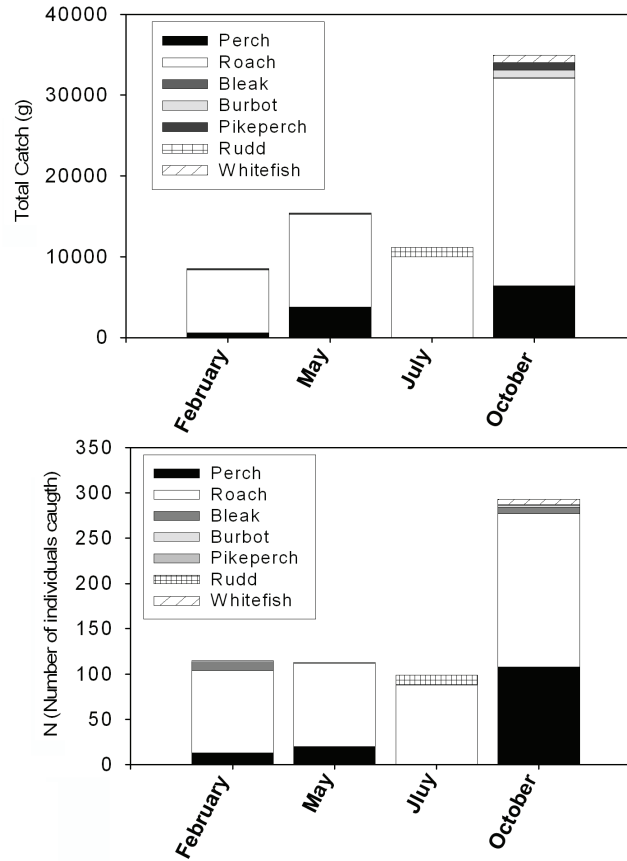 40000
30000
20000
10000
0
Total Catch (g)
Perch
Roach
Bleak
Burbot
Pikeperch
Rudd
Whitefish
February
May
July
October
350
300
250
200
150
100
50
0
N (Number of individuals caugth)
Perch
Roach
Bleak
Burbot
Pikeperch
Rudd
Whitefish
February
May
Jluy
October